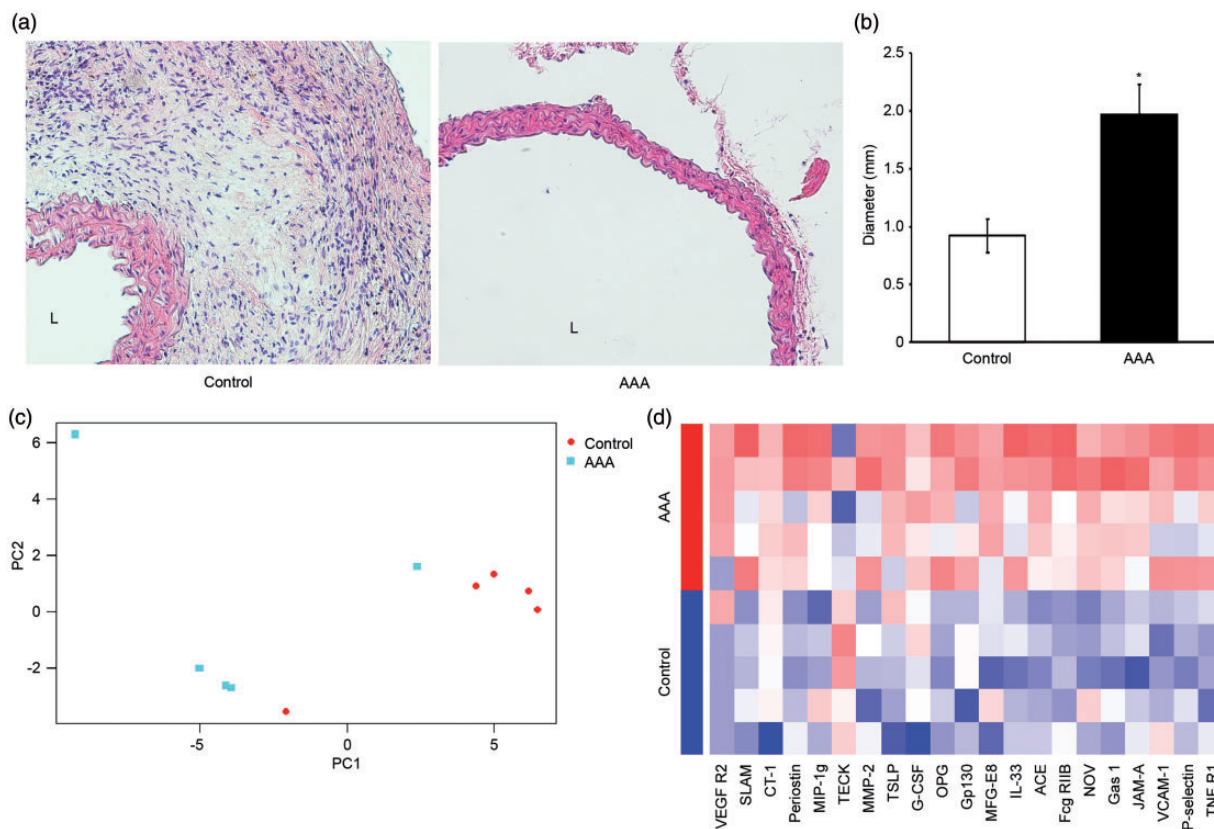 (a)
L
Control
L
AAA
(b)
Diameter (mm)
2.5
2.0
1.5
1.0
0.5
0
*
Control
AAA
(c)
PC2
6
4
2
0
-2
-5
0
5
PC1
Control
AAA
(d)
AAA
Control
VEGF R2
SLAM
CT-1
Periostin
MIP-1g
TECK
MMP-2
TSLP
G-CSF
OPG
Gp130
MFG-E8
IL-33
ACE
Fcg RIIB
NOV
Gas 1
JAM-A
VCAM-1
P-selectin
TNF R1